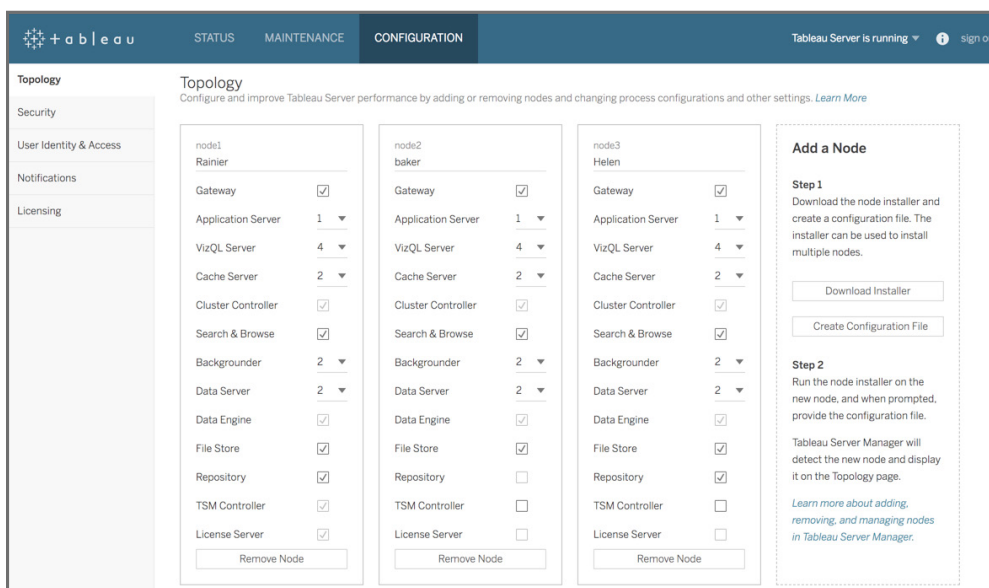 + a b | e a u
STATUS
MAINTENANCE
CONFIGURATION
Tableau Server is running
i
sign o
Topology
Security
User Identity & Access
Notifications
Licensing
Topology
Configure and improve Tableau Server performance by adding or removing nodes and changing process configurations and other settings. Learn More
node1
Rainier
Gateway
Application Server 1
VizQL Server 4
Cache Server 2
Cluster Controller
Search & Browse
Backgrounder 2
Data Server 2
Data Engine
File Store
Repository
TSM Controller
License Server
Remove Node
node2
baker
Gateway
Application Server 1
VizQL Server 4
Cache Server 2
Cluster Controller
Search & Browse
Backgrounder 2
Data Server 2
Data Engine
File Store
Repository
TSM Controller
License Server
Remove Node
node3
Helen
Gateway
Application Server 1
VizQL Server 4
Cache Server 2
Cluster Controller
Search & Browse
Backgrounder 2
Data Server 2
Data Engine
File Store
Repository
TSM Controller
License Server
Remove Node
Add a Node
Step 1
Download the node installer and
create a configuration file. The
installer can be used to install
multiple nodes.
Download Installer
Create Configuration File
Step 2
Run the node installer on the
new node, and when prompted,
provide the configuration file.
Tableau Server Manager will
detect the new node and display
it on the Topology page.
Learn more about adding,
removing, and managing nodes
in Tableau Server Manager.